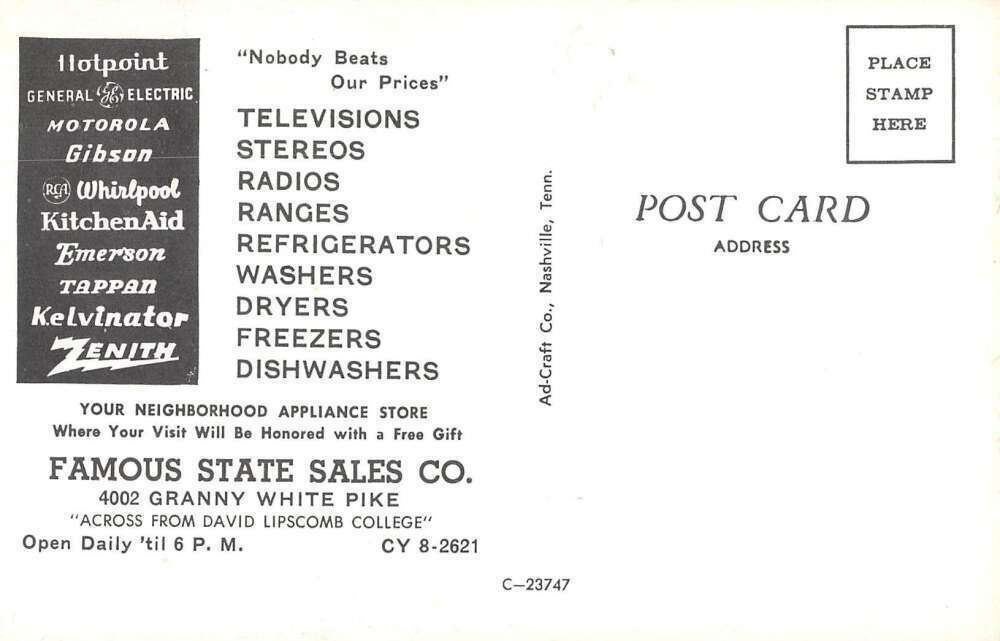 Hotpoint
GENERAL GE ELECTRIC
MOTOROLA
Gibson
RCA Whirlpool
KitchenAid
Emerson
TAPPAN
Kelvinator
ZENITH
"Nobody Beats
Our Prices"
TELEVISIONS
STEREOS
RADIOS
RANGES
REFRIGERATORS
WASHERS
DRYERS
FREEZERS
DISHWASHERS
YOUR NEIGHBORHOOD APPLIANCE STORE
Where Your Visit Will Be Honored with a Free Gift
FAMOUS STATE SALES CO.
4002 GRANNY WHITE PIKE
"ACROSS FROM DAVID LIPSCOMB COLLEGE"
Open Daily 'til 6 P. M. CY 8-2621
Ad-Craft Co., Nashville, Tenn.
C-23747
PLACE
STAMP
HERE
POST CARD
ADDRESS